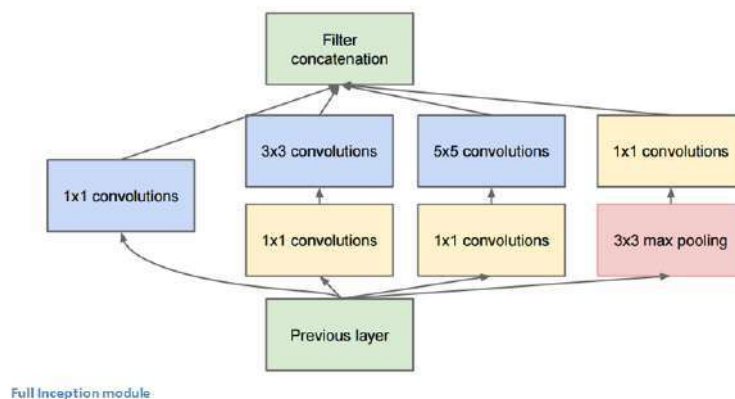 Filter
concatenation
3x3 convolutions
5x5 convolutions
1x1 convolutions
1x1 convolutions
1x1 convolutions
1x1 convolutions
3x3 max pooling
Previous layer
Full Inception module